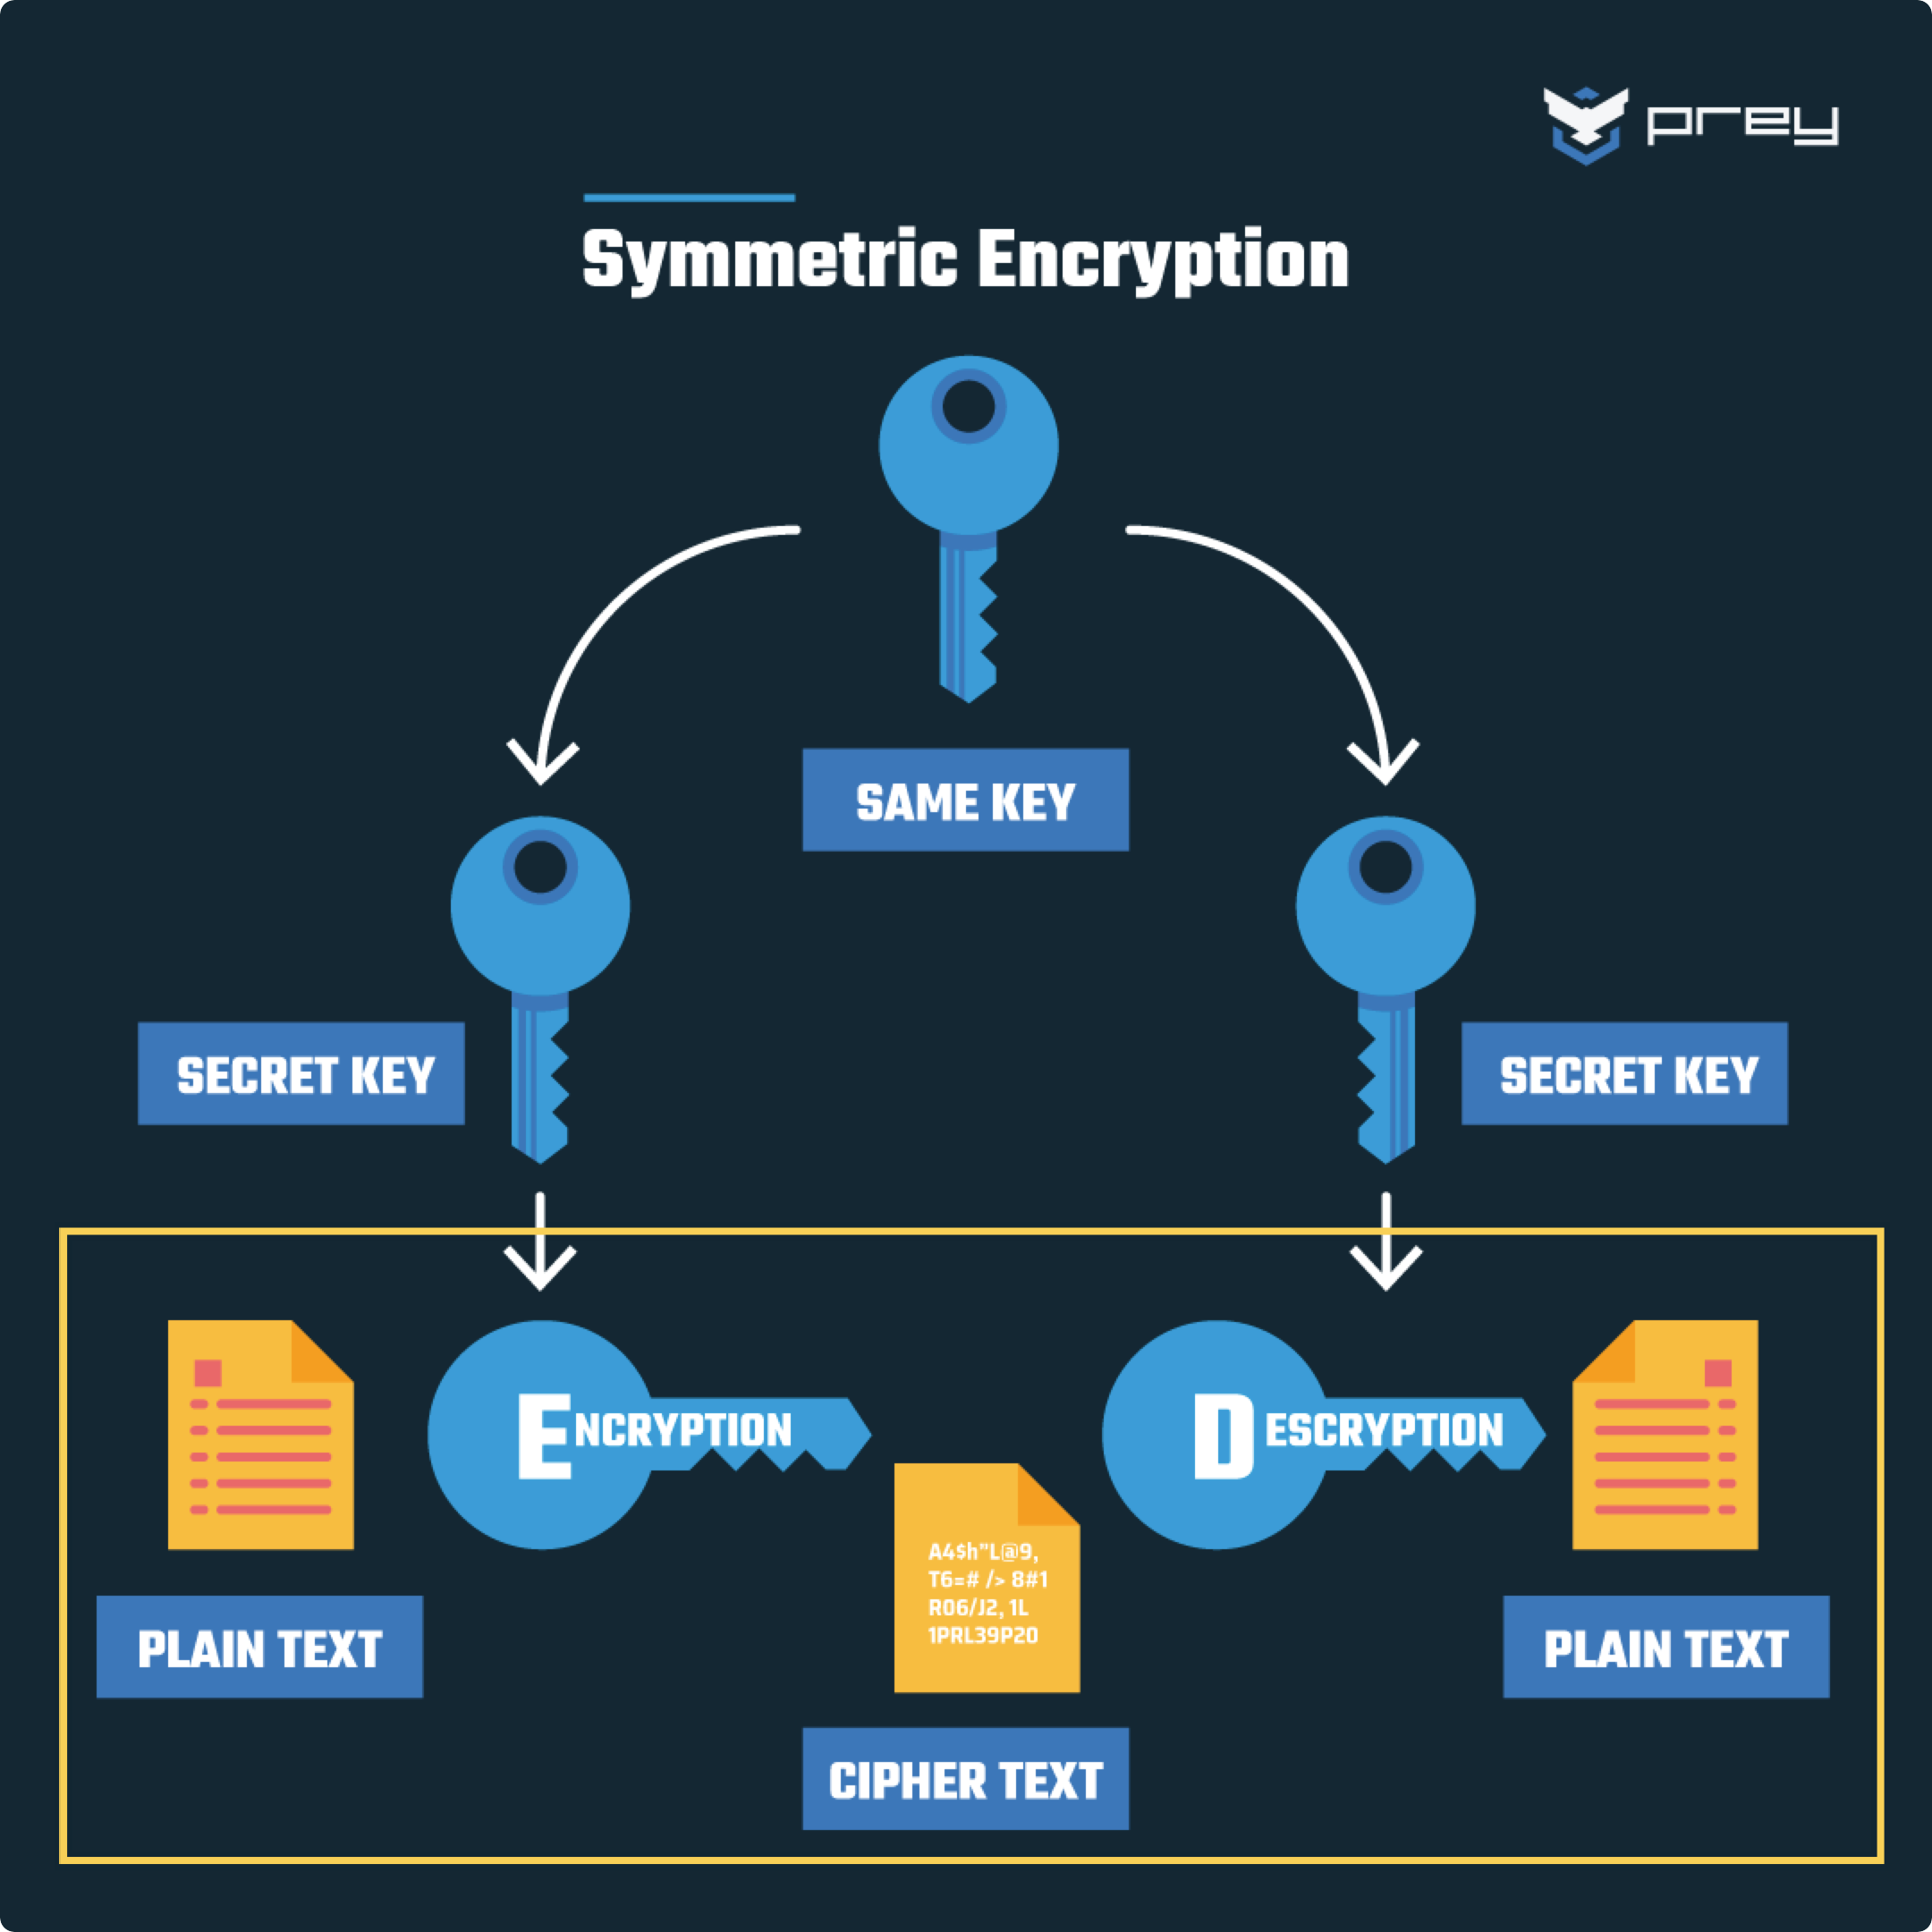 prey
Symmetric Encryption
SAME KEY
SECRET KEY
SECRET KEY
ENCRYPTION
DESCRYPTION
A4$h"L@9,
T6=# /> 8#1
R06/J2, 1L
1PRL39P20
PLAIN TEXT
PLAIN TEXT
CIPHER TEXT